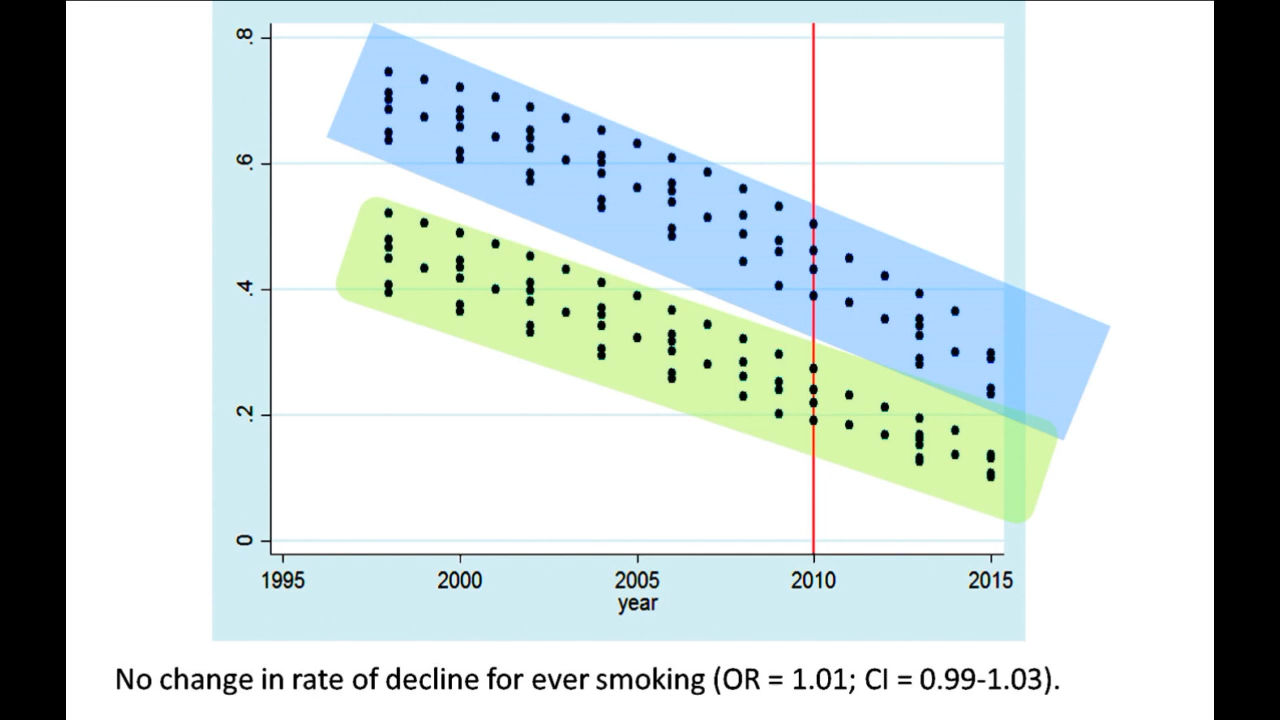 .8
.6
.4
.2
0
1995 2000 2005 2010 2015
year
No change in rate of decline for ever smoking (OR = 1.01; CI = 0.99-1.03).